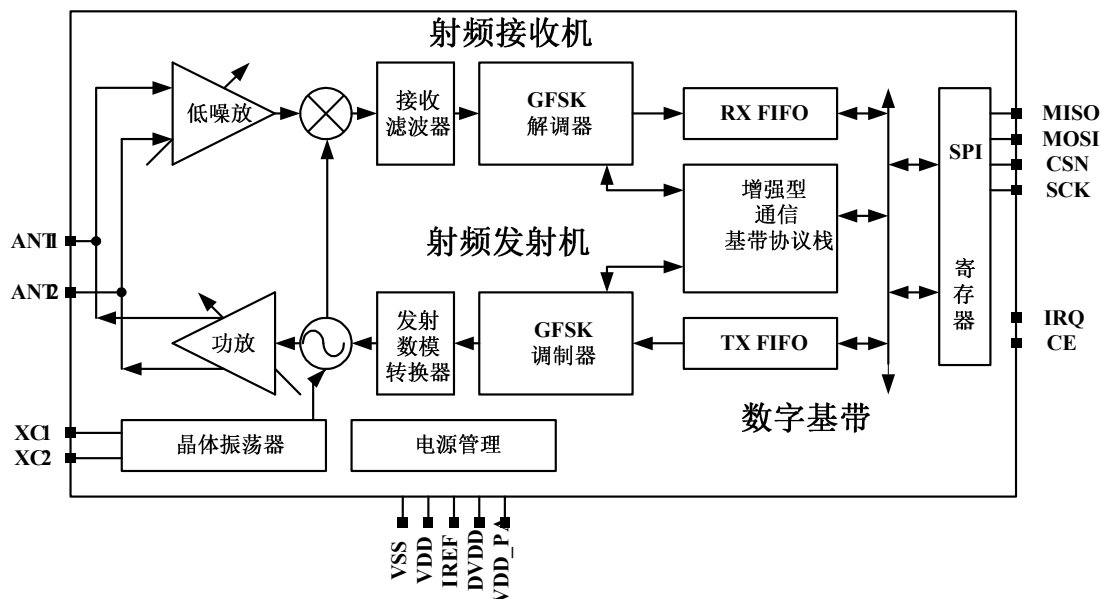 射频接收机
低噪放
接收
滤波器
GFSK
解调器
RX FIFO
SPI
寄存器
MISO
MOSI
CSN
SCK
增强型
通信
基带协议栈
ANT1
ANT2
射频发射机
功放
发射
数模
转换器
GFSK
调制器
TX FIFO
IRQ
CE
数字基带
XC1
XC2
晶体振荡器
电源管理
VSS
VDD
IREF
DVDD
VDD_PA